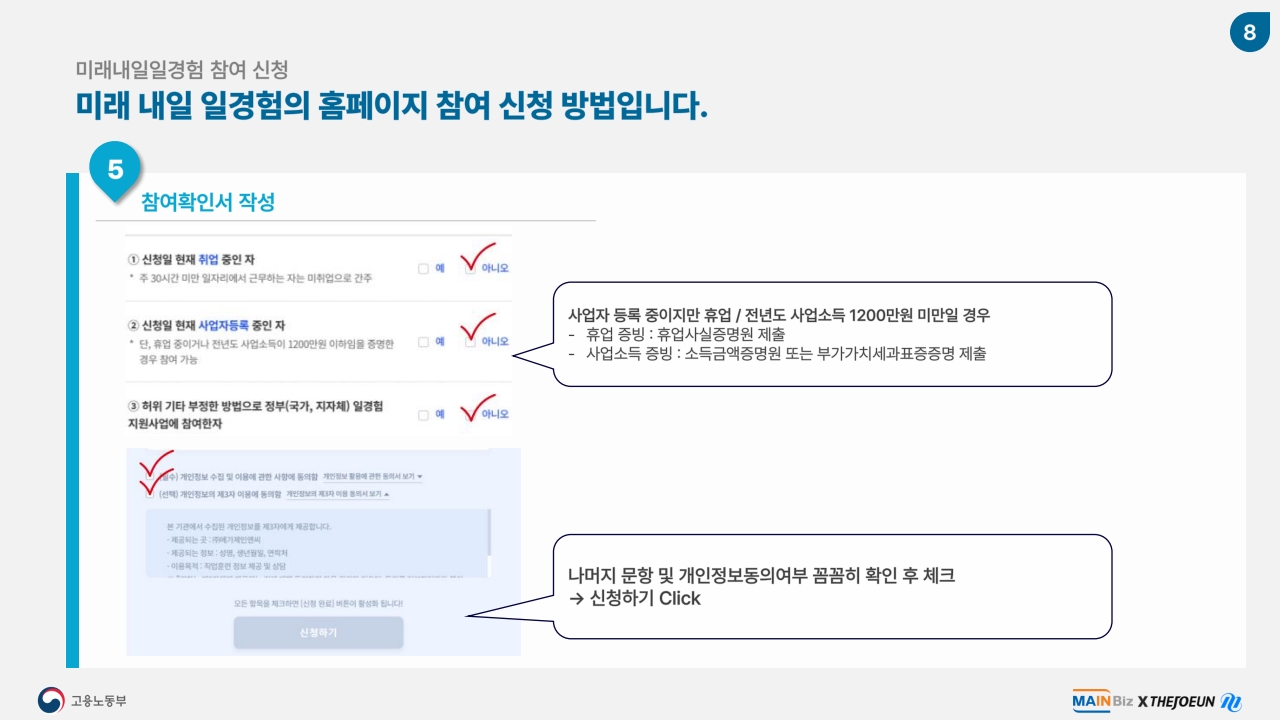 8
미래내일일경험 참여 신청
미래 내일 일경험의 홈페이지 참여 신청 방법입니다.
5
참여확인서 작성
① 신청일 현재 취업 중인 자
* 주 30시간 미만 일자리에서 근무하는 자는 미취업으로 간주
예 아니오
② 신청일 현재 사업자등록 중인 자
* 단, 휴업 중이거나 전년도 사업소득이 1200만원 이하임을 증명한
경우 참여 가능
예 아니오
③ 허위 기타 부정한 방법으로 정부(국가, 지자체) 일경험
지원사업에 참여한자
예 아니오
사업자 등록 중이지만 휴업 / 전년도 사업소득 1200만원 미만일 경우
- 휴업 증빙 : 휴업사실증명원 제출
- 사업소득 증빙 : 소득금액증명원 또는 부가가치세과표증증명 제출
수) 개인정보 수집 및 이용에 관한 사항에 동의함 개인정보 활용에 관한 동의서 보기 ▾
(선택) 개인정보의 제3자 이용에 동의함 개인정보의 제3자 이용 동의서 보기 ▴
본 기관에서 수집된 개인정보를 제3자에게 제공합니다.
- 제공되는 곳 : ㈜메가제인앤씨
- 제공되는 정보 : 성명, 생년월일, 연락처
- 이용목적 : 직업훈련 정보 제공 및 상담
모든 항목을 체크하면 [신청 완료] 버튼이 활성화 됩니다!
신청하기
나머지 문항 및 개인정보동의여부 꼼꼼히 확인 후 체크
→ 신청하기 Click
고용노동부
MAINBiz X THEJOEUN